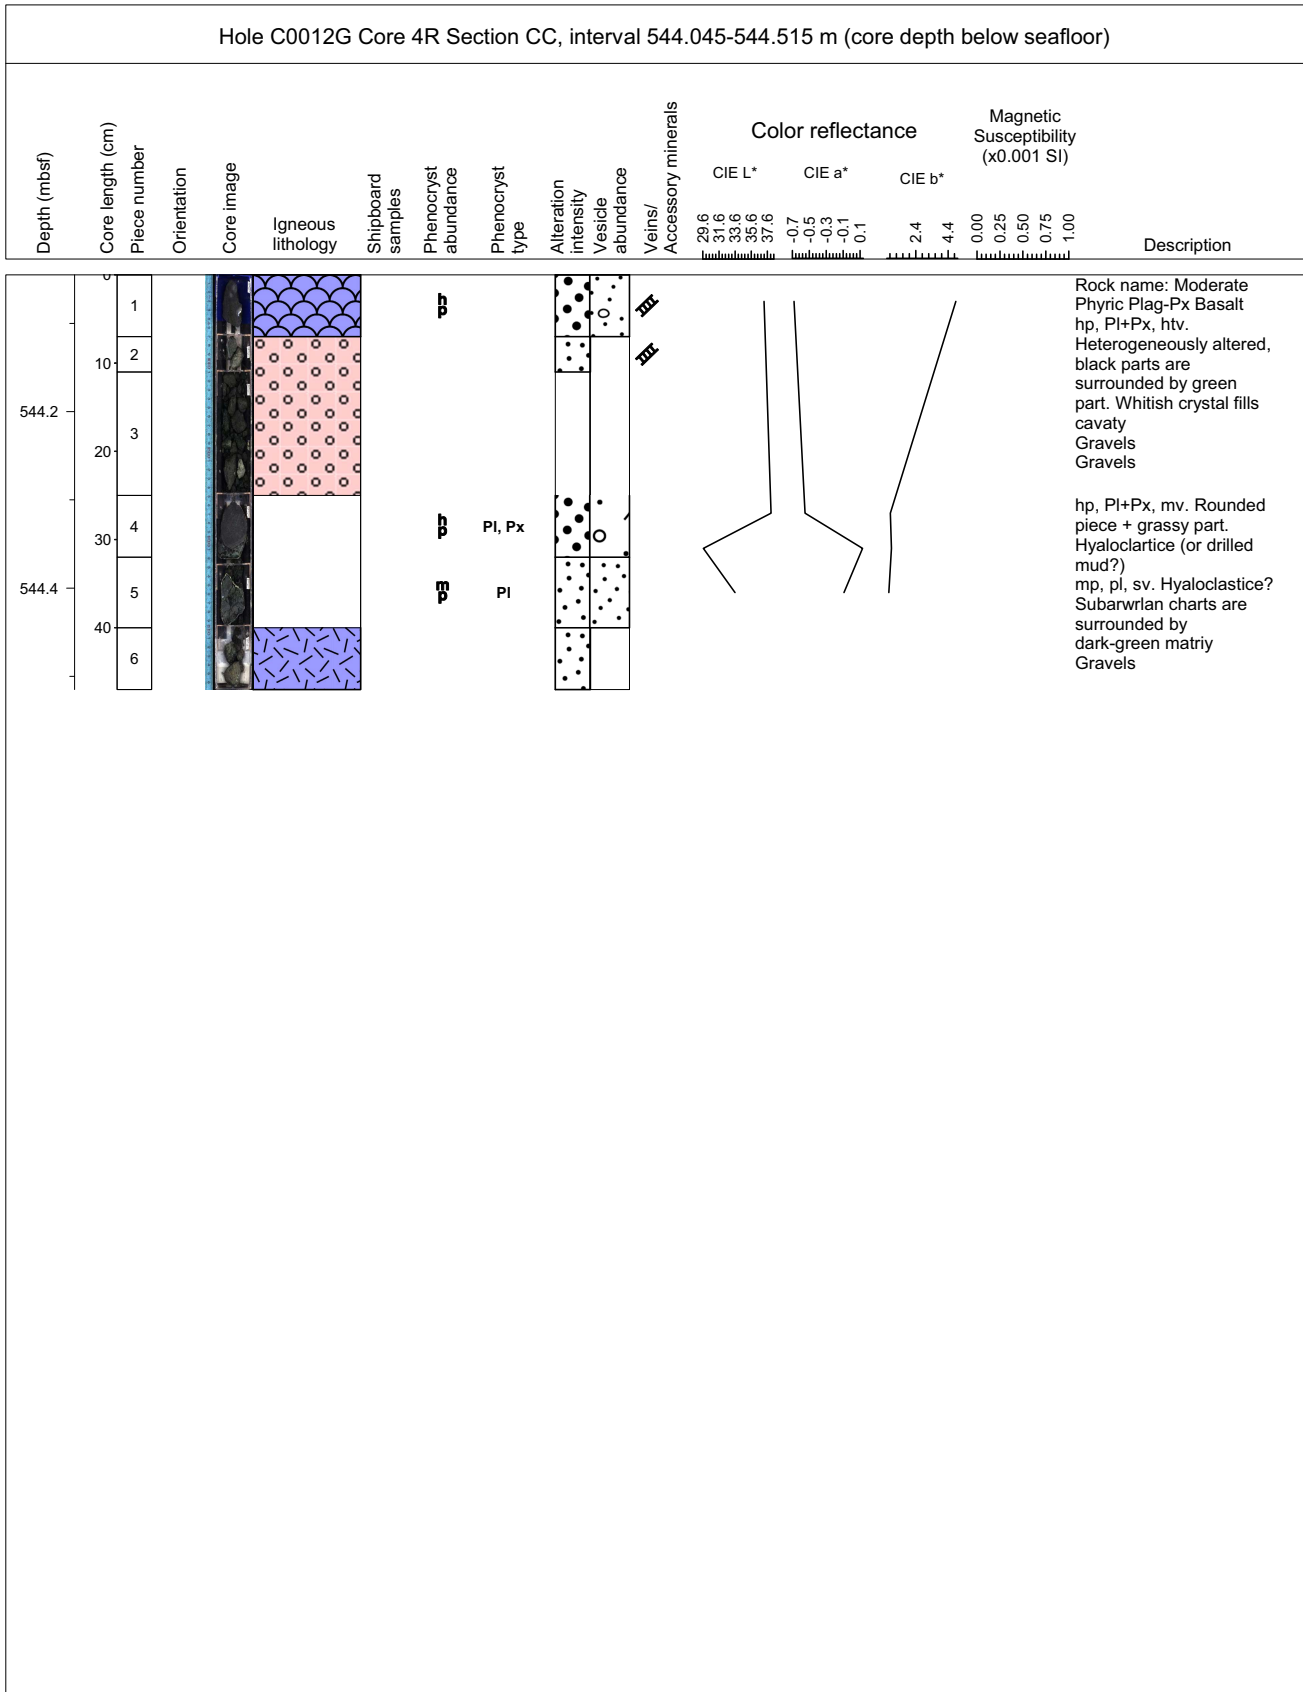 Hole C0012G Core 4R Section CC, interval 544.045-544.515 m (core depth below seafloor)
Depth (mbsf)
Core length (cm)
Piece number
Orientation
Core image
Igneous
lithology
Shipboard
samples
Phenocryst
abundance
Phenocryst
type
Alteration
intensity
Vesicle
abundance
Veins/
Accessory minerals
Color reflectance
CIE L*
29.6
31.6
33.6
35.6
37.6
CIE a*
-0.7
-0.5
-0.3
-0.1
0.1
CIE b*
2.4
4.4
Magnetic
Susceptibility
(x0.001 SI)
0.00
0.25
0.50
0.75
1.00
Description
544.2
544.4
0
10
20
30
40
1
2
3
4
5
6
hp
hp
mp
Pl, Px
Pl
Rock name: Moderate
Phyric Plag-Px Basalt
hp, Pl+Px, htv.
Heterogeneously altered,
black parts are
surrounded by green
part. Whitish crystal fills
cavaty
Gravels
Gravels
hp, Pl+Px, mv. Rounded
piece + grassy part.
Hyaloclartice (or drilled
mud?)
mp, pl, sv. Hyaloclastice?
Subarwrlan charts are
surrounded by
dark-green matriy
Gravels